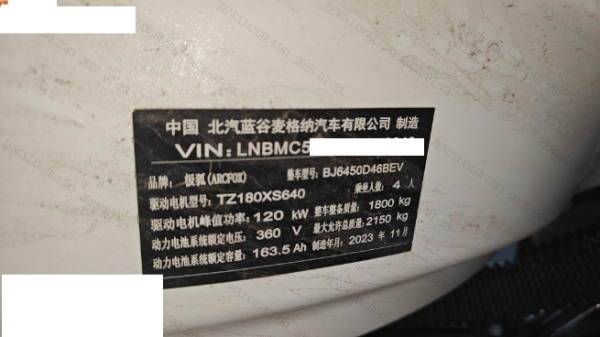 中国 北汽蓝谷麦格纳汽车有限公司 制造
VIN: LNBMC5
品牌: 极狐(ARCFOX) 整车型号: BJ6450D46BEV
驱动电机型号: TZ180XS640 乘坐人数: 4 人
驱动电机峰值功率: 120 kW 整车整备质量: 1800 kg
动力电池系统额定电压: 360 V 最大允许总质量: 2150 kg
动力电池系统额定容量: 163.5 Ah 制造年月: 2023 年 11 月